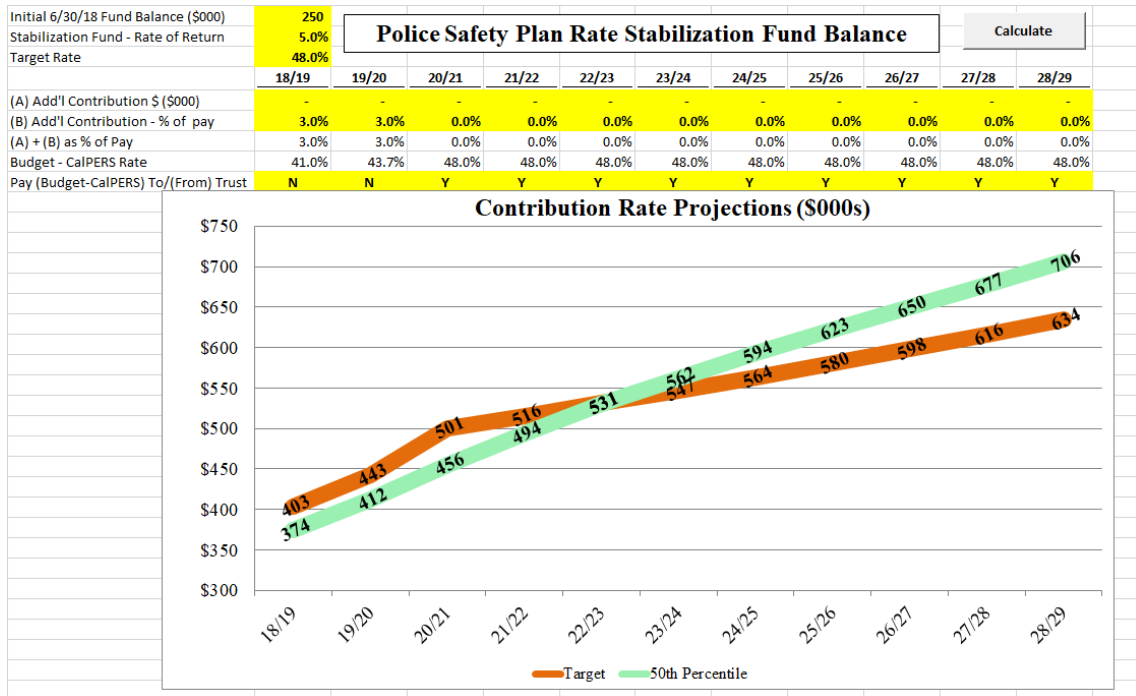 Initial 6/30/18 Fund Balance ($000) 250
Stabilization Fund - Rate of Return 5.0%
Target Rate 48.0%
Police Safety Plan Rate Stabilization Fund Balance
Calculate
18/19 19/20 20/21 21/22 22/23 23/24 24/25 25/26 26/27 27/28 28/29
(A) Add'l Contribution $ ($000) - - - - - - - - - - -
(B) Add'l Contribution - % of pay 3.0% 3.0% 0.0% 0.0% 0.0% 0.0% 0.0% 0.0% 0.0% 0.0% 0.0%
(A) + (B) as % of Pay 3.0% 3.0% 0.0% 0.0% 0.0% 0.0% 0.0% 0.0% 0.0% 0.0% 0.0%
Budget - CalPERS Rate 41.0% 43.7% 48.0% 48.0% 48.0% 48.0% 48.0% 48.0% 48.0% 48.0% 48.0%
Pay (Budget-CalPERS) To/(From) Trust N N Y Y Y Y Y Y Y Y Y
Contribution Rate Projections ($000s)
$750
$700
$650
$600
$550
$500
$450
$400
$350
$300
403 443 501 516 547 564 580 598 616 634
374 412 456 494 531 562 594 623 650 677 706
18/19 19/20 20/21 21/22 22/23 23/24 24/25 25/26 26/27 27/28 28/29
Target 50th Percentile